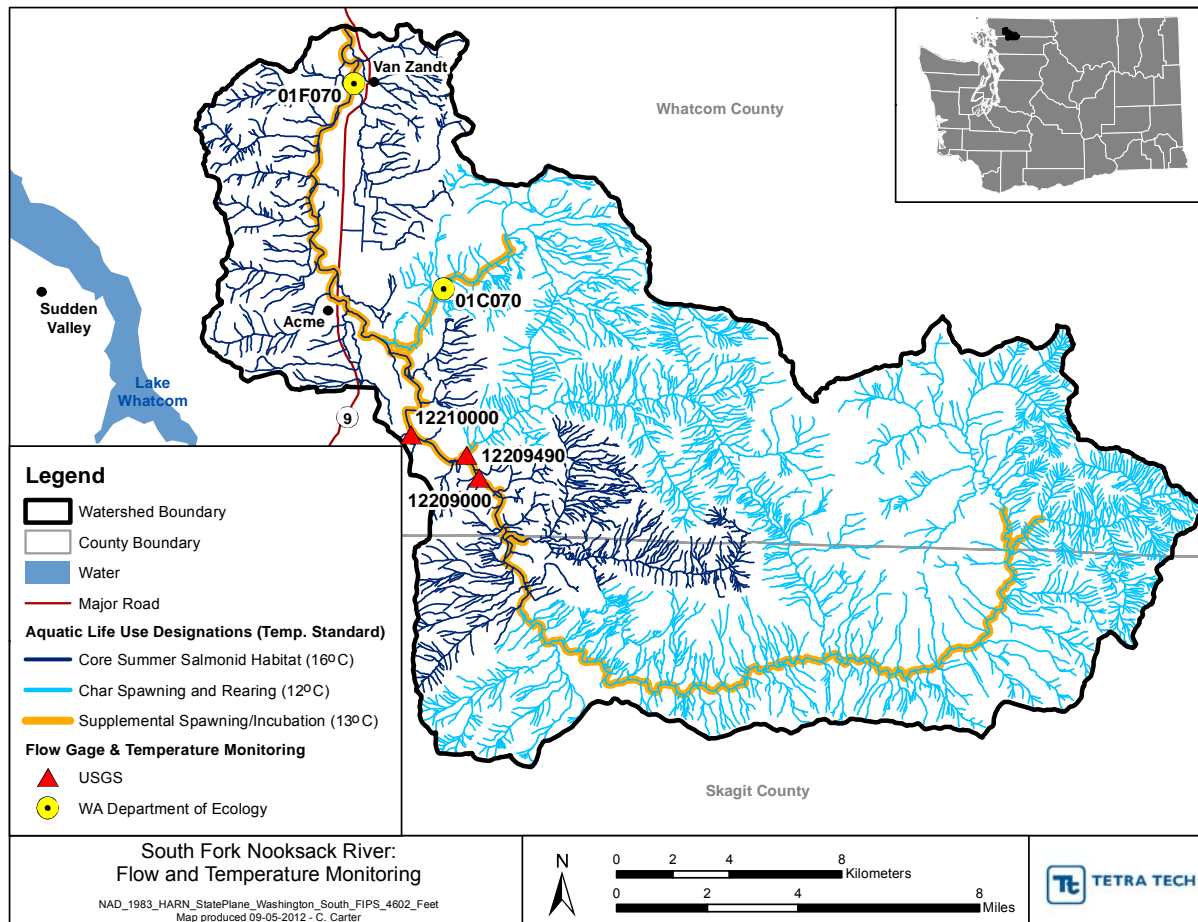 Van Zandt
01F070
Whatcom County
01C070
Sudden
Valley
Acme
Lake
Whatcom
9
12210000
12209490
12209000
Legend
Watershed Boundary
County Boundary
Water
Major Road
Aquatic Life Use Designations (Temp. Standard)
Core Summer Salmonid Habitat (16ºC)
Char Spawning and Rearing (12ºC)
Supplemental Spawning/Incubation (13ºC)
Flow Gage & Temperature Monitoring
USGS
WA Department of Ecology
Skagit County
South Fork Nooksack River:
Flow and Temperature Monitoring
NAD_1983_HARN_StatePlane_Washington_South_FIPS_4602_Feet
Map produced 09-05-2012 - C. Carter
N
0 2 4 8
Kilometers
0 2 4 8
Miles
Tt TETRA TECH